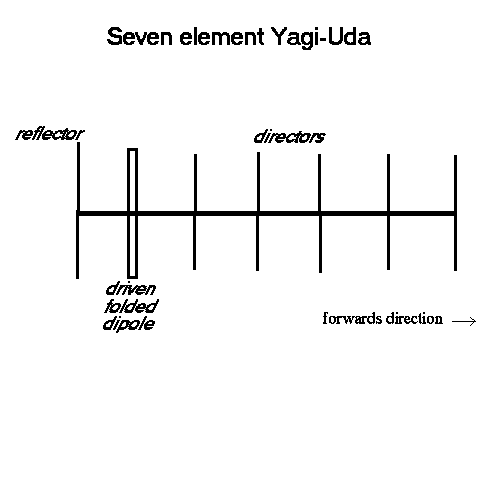 Seven element Yagi-Uda
reflector
directors
driven
folded
dipole
forwards direction